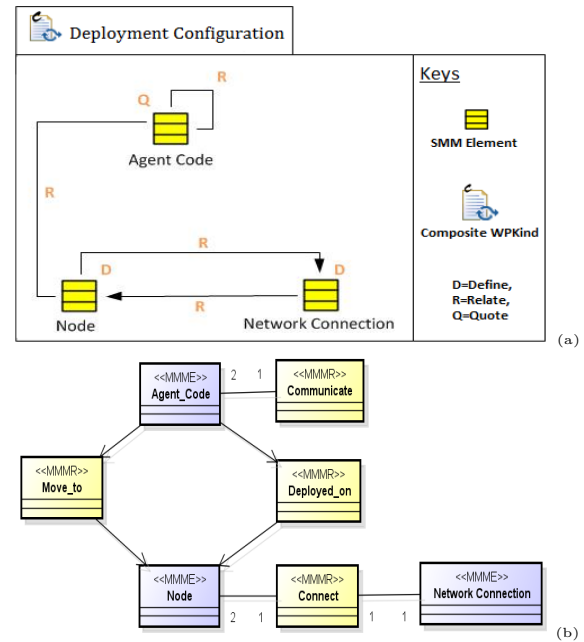 Deployment Configuration
Keys
R
Q
Agent Code
SMM Element
R
Composite WPKind
R
D
D
R
Node
Network Connection
D=Define,
R=Relate,
Q=Quote
(a)
<<MMME>>
Agent_Code
2 1
<<MMMR>>
Communicate
<<MMMR>>
Move_to
<<MMMR>>
Deployed_on
<<MMME>>
Node
2 1
<<MMMR>>
Connect
1 1
<<MMME>>
Network Connection
(b)